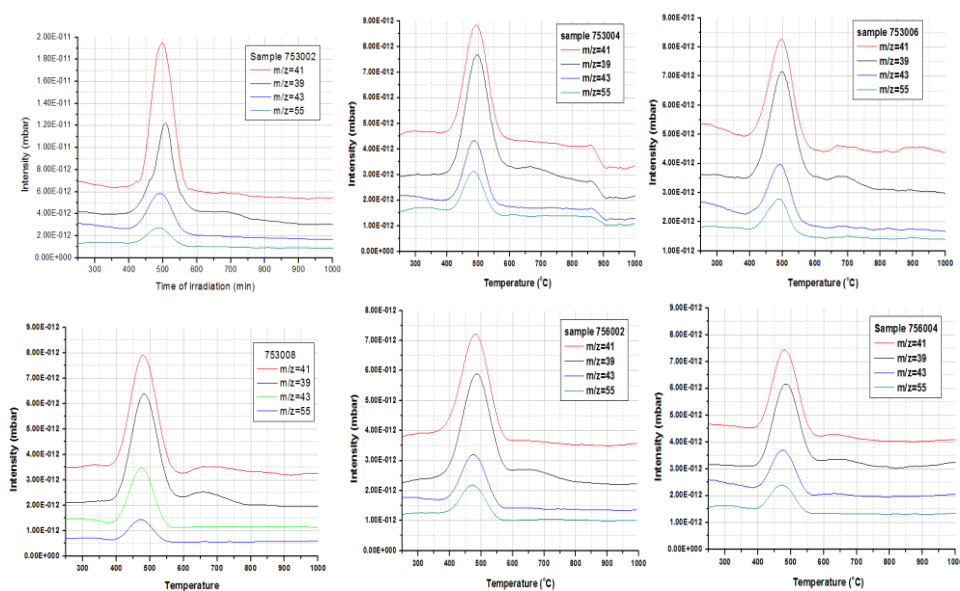 2.00E-011
1.80E-011
1.60E-011
1.40E-011
1.20E-011
1.00E-011
8.00E-012
6.00E-012
4.00E-012
2.00E-012
0.00E+000
Intensity (mbar)
Sample 753002
m/z=41
m/z=39
m/z=43
m/z=55
300 400 500 600 700 800 900 1000
Time of irradiation (min)
9.00E-012
8.00E-012
7.00E-012
6.00E-012
5.00E-012
4.00E-012
3.00E-012
2.00E-012
1.00E-012
0.00E+000
Intensity (mbar)
sample 753004
m/z=41
m/z=39
m/z=43
m/z=55
300 400 500 600 700 800 900 1000
Temperature (°C)
9.00E-012
8.00E-012
7.00E-012
6.00E-012
5.00E-012
4.00E-012
3.00E-012
2.00E-012
1.00E-012
Intensity (mbar)
sample 753006
m/z=41
m/z=39
m/z=43
m/z=55
300 400 500 600 700 800 900 1000
Temperature (°C)
9.00E-012
8.00E-012
7.00E-012
6.00E-012
5.00E-012
4.00E-012
3.00E-012
2.00E-012
1.00E-012
0.00E+000
Intensity (mbar)
753008
m/z=41
m/z=39
m/z=43
m/z=55
300 400 500 600 700 800 900 1000
Temperature
8.00E-012
7.00E-012
6.00E-012
5.00E-012
4.00E-012
3.00E-012
2.00E-012
1.00E-012
0.00E+000
Intensity (mbar)
sample 756002
m/z=41
m/z=39
m/z=43
m/z=55
300 400 500 600 700 800 900 1000
Temperature (°C)
9.00E-012
8.00E-012
7.00E-012
6.00E-012
5.00E-012
4.00E-012
3.00E-012
2.00E-012
1.00E-012
0.00E+000
Intensity (mbar)
Sample 756004
m/z=41
m/z=39
m/z=43
m/z=55
300 400 500 600 700 800 900 1000
Temperature (°C)